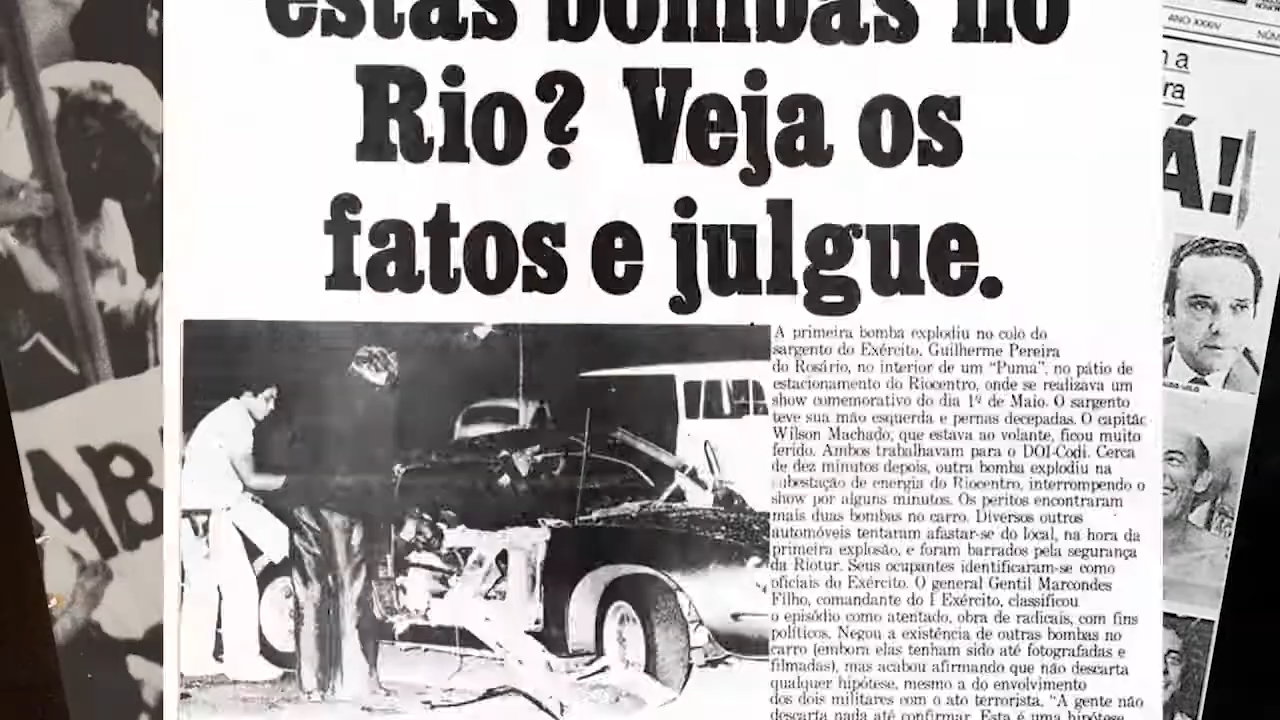 estas bombas no
Rio? Veja os
fatos e julgue.
A primeira bomba explodiu no colo do
sargento do Exército, Guilherme Pereira
do Rosário, no interior de um "Puma", no pátio de
estacionamento do Riocentro, onde se realizava um
show comemorativo do dia 1º de Maio. O sargento
teve sua mão esquerda e pernas decepadas. O capitão
Wilson Machado, que estava ao volante, ficou muito
ferido. Ambos trabalhavam para o DOI-Codi. Cerca
de dez minutos depois, outra bomba explodiu na
subestação de energia do Riocentro, interrompendo o
show por alguns minutos. Os peritos encontraram
mais duas bombas no carro. Diversos outros
automóveis tentaram afastar-se do local, na hora da
primeira explosão, e foram barrados pela segurança
da Riotur. Seus ocupantes identificaram-se como
oficiais do Exército. O general Gentil Marcondes
Filho, comandante do I Exército, classificou
o episódio como atentado, obra de radicais, com fins
políticos. Negou a existência de outras bombas no
carro (embora elas tenham sido até fotografadas e
filmadas), mas acabou afirmando que não descarta
qualquer hipótese, mesmo a do envolvimento
dos dois militares com o ato terrorista. "A gente não
descarta nada até confirmar. Esta é uma hipótese
AB
ANO XXXIV
NÚM
a
ra
Á!